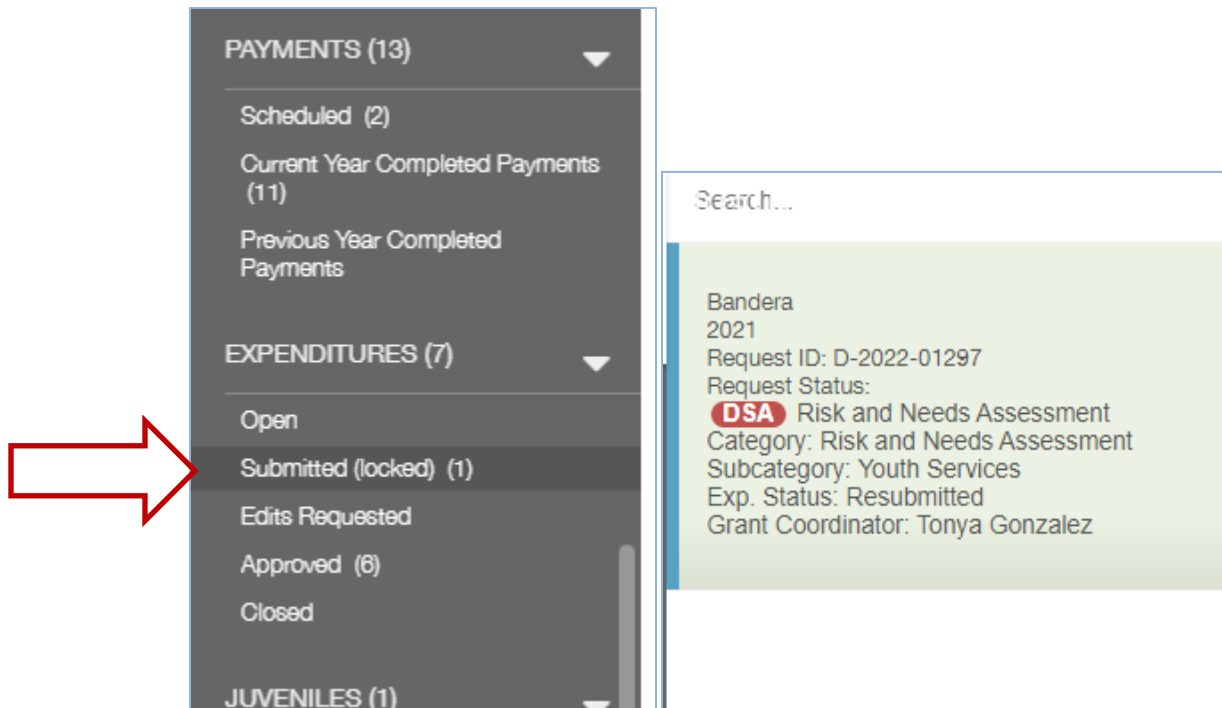 PAYMENTS (13)
Scheduled (2)
Current Year Completed Payments
(11)
Previous Year Completed
Payments
EXPENDITURES (7)
Open
Submitted (locked) (1)
Edits Requested
Approved (6)
Closed
JUVENILES (1)
Search...
Bandera
2021
Request ID: D-2022-01297
Request Status:
DSA Risk and Needs Assessment
Category: Risk and Needs Assessment
Subcategory: Youth Services
Exp. Status: Resubmitted
Grant Coordinator: Tonya Gonzalez